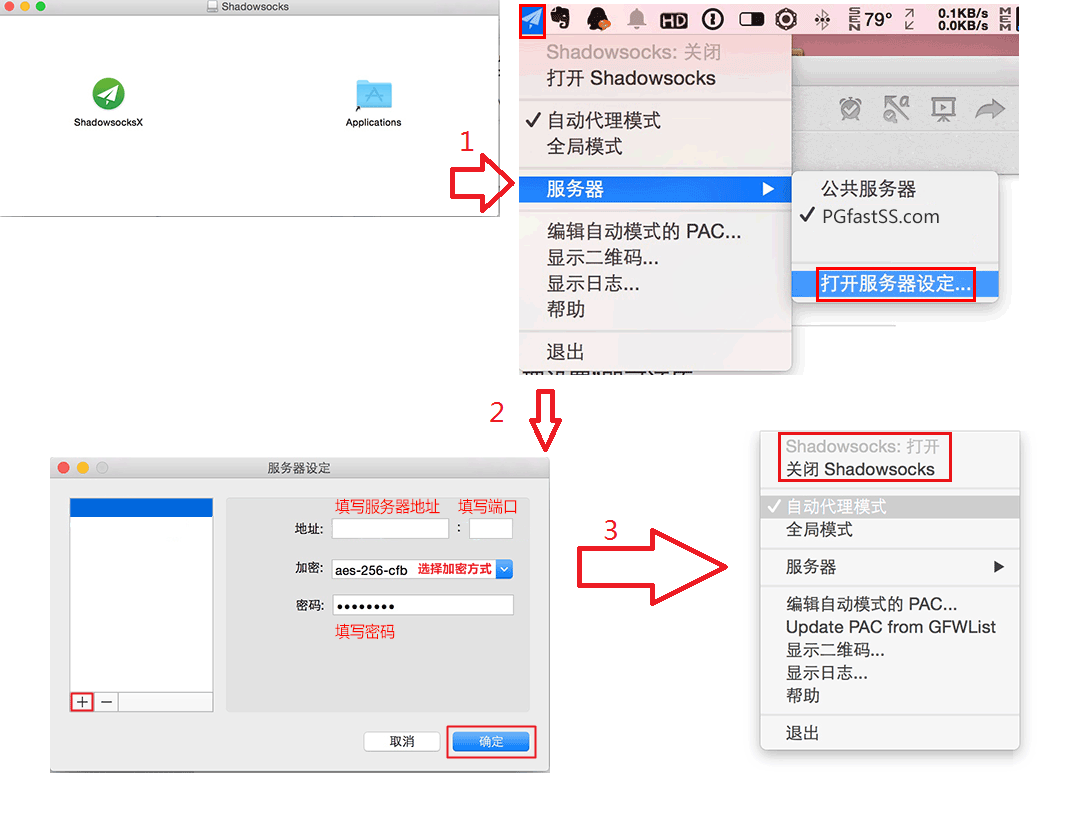 Shadowsocks
ShadowsocksX
Applications
1
79°
0.1KB/s
0.0KB/s
SEN
MEM
HD
Shadowsocks: 关闭
打开 Shadowsocks
自动代理模式
全局模式
服务器
公共服务器
PGfastSS.com
打开服务器设定...
编辑自动模式的 PAC...
显示二维码...
显示日志...
帮助
退出
2
服务器设定
填写服务器地址 填写端口
地址: :
加密: aes-256-cfb 选择加密方式
密码: ●●●●●●●●
填写密码
+ −
取消 确定
3
Shadowsocks: 打开
关闭 Shadowsocks
自动代理模式
全局模式
服务器
编辑自动模式的 PAC...
Update PAC from GFWList
显示二维码...
显示日志...
帮助
退出